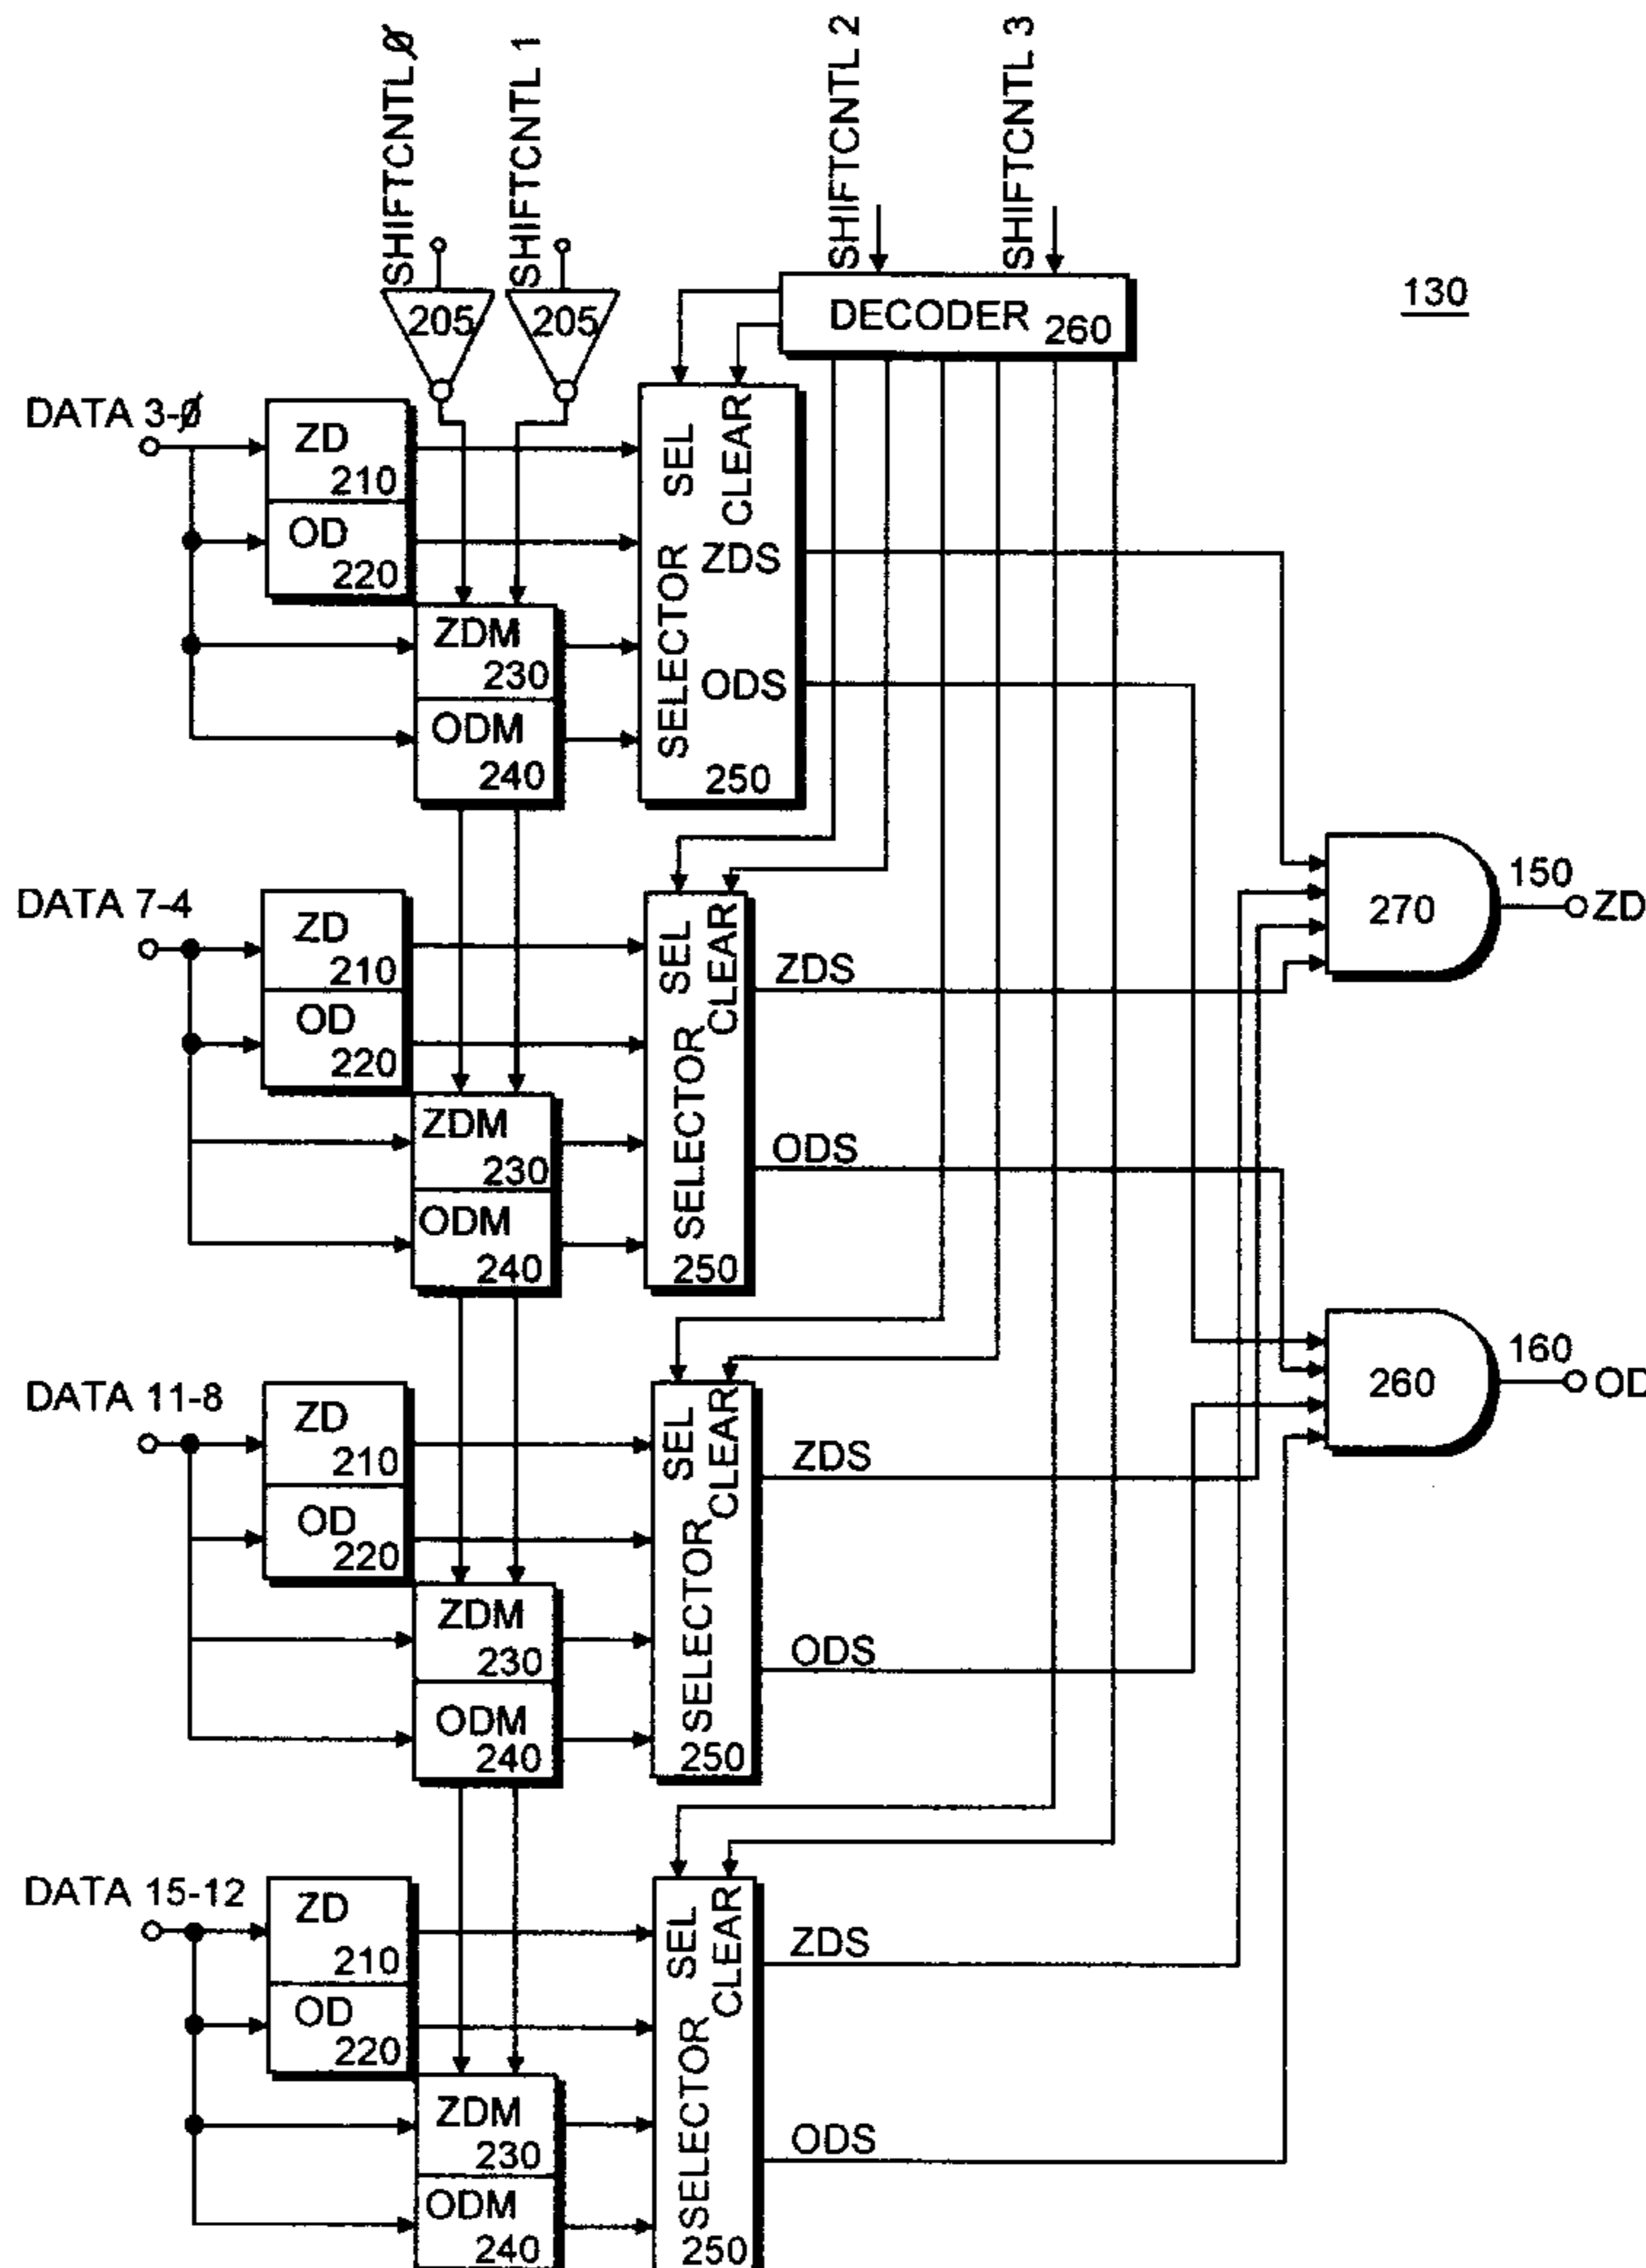 SHIFTCNTL 0
SHIFTCNTL 1
SHIFTCNTL 2
SHIFTCNTL 3
205
205
DECODER 260
130
DATA 3-0
ZD
210
OD
220
ZDM
230
ODM
240
SEL
CLEAR
SELECTOR
ZDS
ODS
250
DATA 7-4
ZD
210
OD
220
ZDM
230
ODM
240
SEL
CLEAR
SELECTOR
250
ZDS
ODS
270
150
ZD
DATA 11-8
ZD
210
OD
220
ZDM
230
ODM
240
SEL
CLEAR
SELECTOR
250
ZDS
ODS
260
160
OD
DATA 15-12
ZD
210
OD
220
ZDM
230
ODM
240
SEL
CLEAR
SELECTOR
250
ZDS
ODS